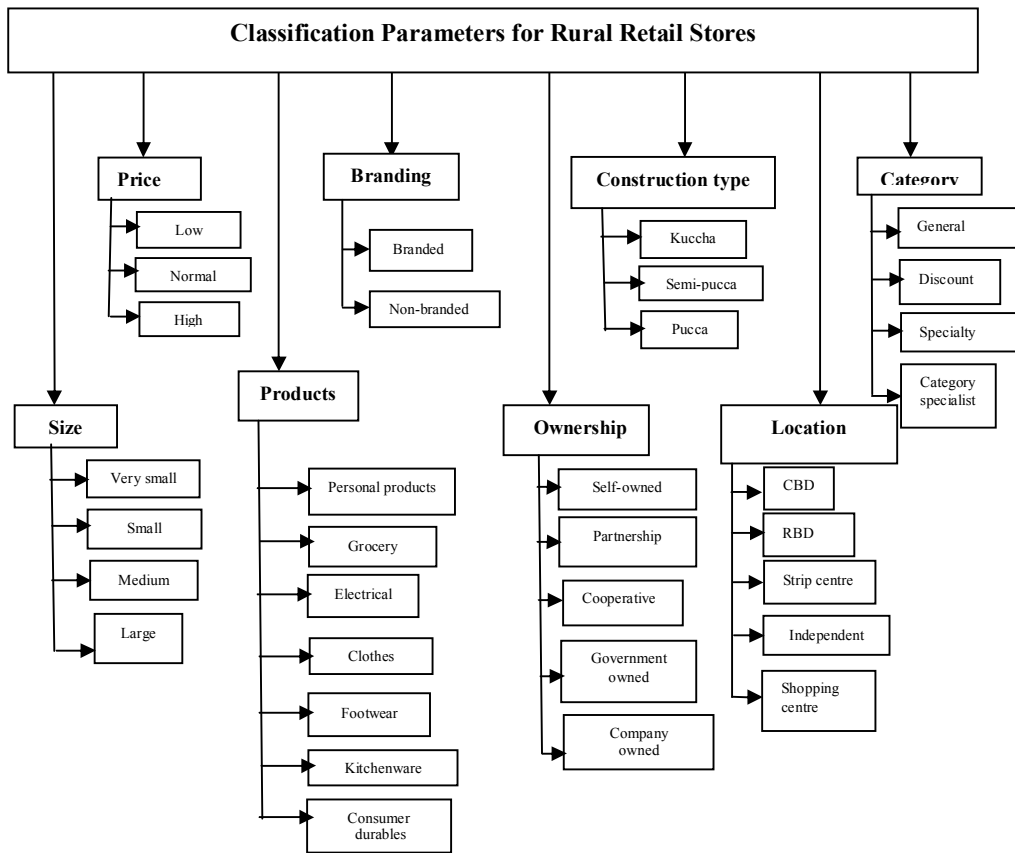 Classification Parameters for Rural Retail Stores
Price
Low
Normal
High
Branding
Branded
Non-branded
Construction type
Kuccha
Semi-pucca
Pucca
Category
General
Discount
Specialty
Category
specialist
Size
Very small
Small
Medium
Large
Products
Personal products
Grocery
Electrical
Clothes
Footwear
Kitchenware
Consumer
durables
Ownership
Self-owned
Partnership
Cooperative
Government
owned
Company
owned
Location
CBD
RBD
Strip centre
Independent
Shopping
centre